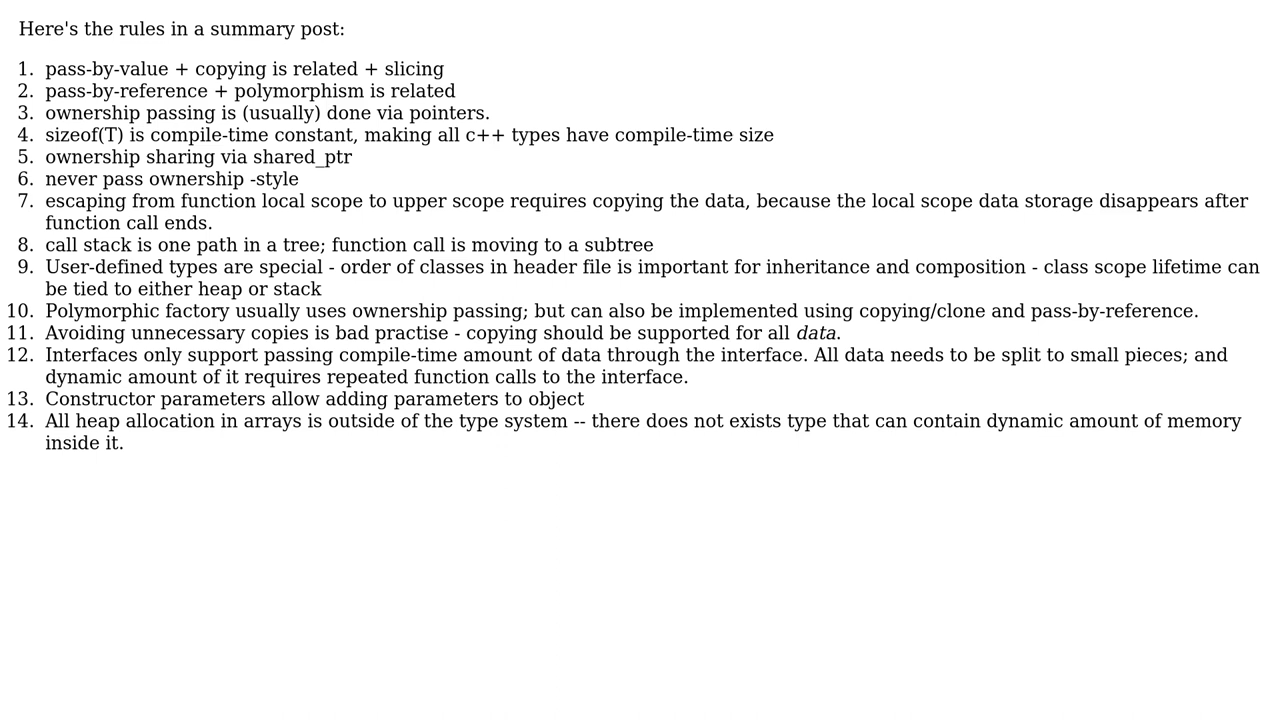 Here's the rules in a summary post:
1. pass-by-value + copying is related + slicing
2. pass-by-reference + polymorphism is related
3. ownership passing is (usually) done via pointers.
4. sizeof(T) is compile-time constant, making all c++ types have compile-time size
5. ownership sharing via shared_ptr
6. never pass ownership -style
7. escaping from function local scope to upper scope requires copying the data, because the local scope data storage disappears after
function call ends.
8. call stack is one path in a tree; function call is moving to a subtree
9. User-defined types are special - order of classes in header file is important for inheritance and composition - class scope lifetime can
be tied to either heap or stack
10. Polymorphic factory usually uses ownership passing; but can also be implemented using copying/clone and pass-by-reference.
11. Avoiding unnecessary copies is bad practise - copying should be supported for all data.
12. Interfaces only support passing compile-time amount of data through the interface. All data needs to be split to small pieces; and
dynamic amount of it requires repeated function calls to the interface.
13. Constructor parameters allow adding parameters to object
14. All heap allocation in arrays is outside of the type system -- there does not exists type that can contain dynamic amount of memory
inside it.